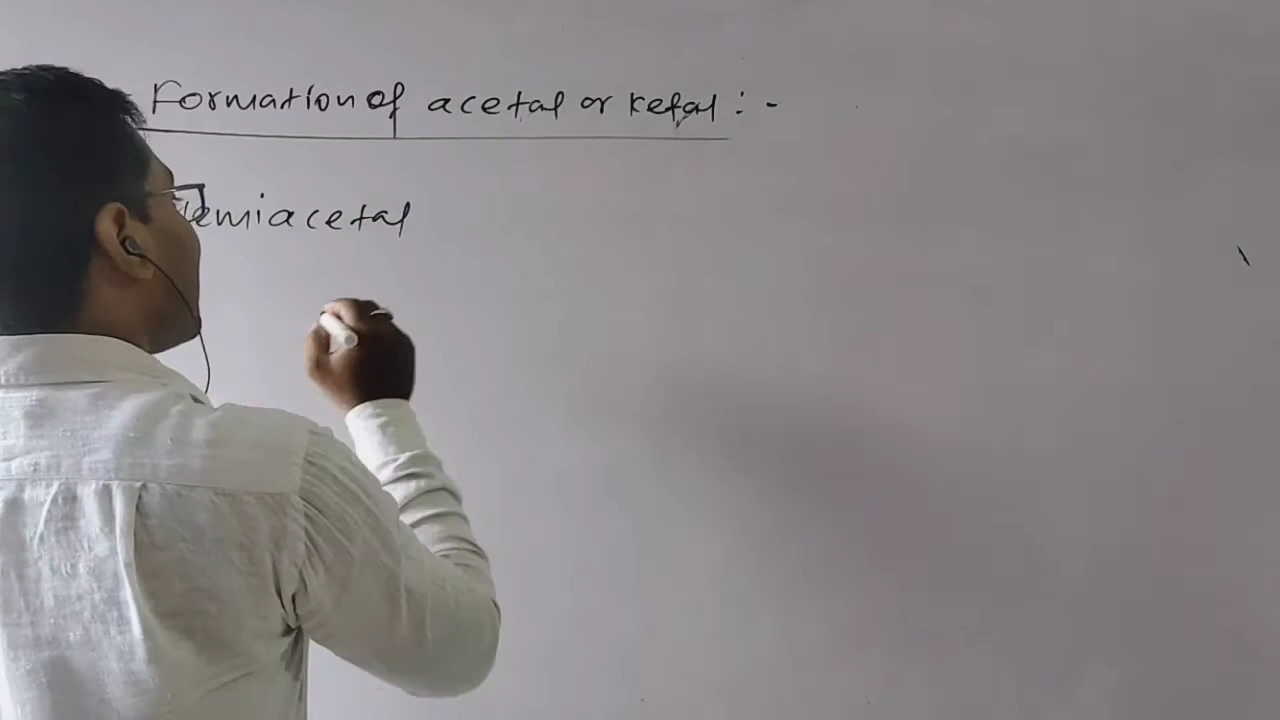 Formation of acetal or ketal : -
Hemiacetal